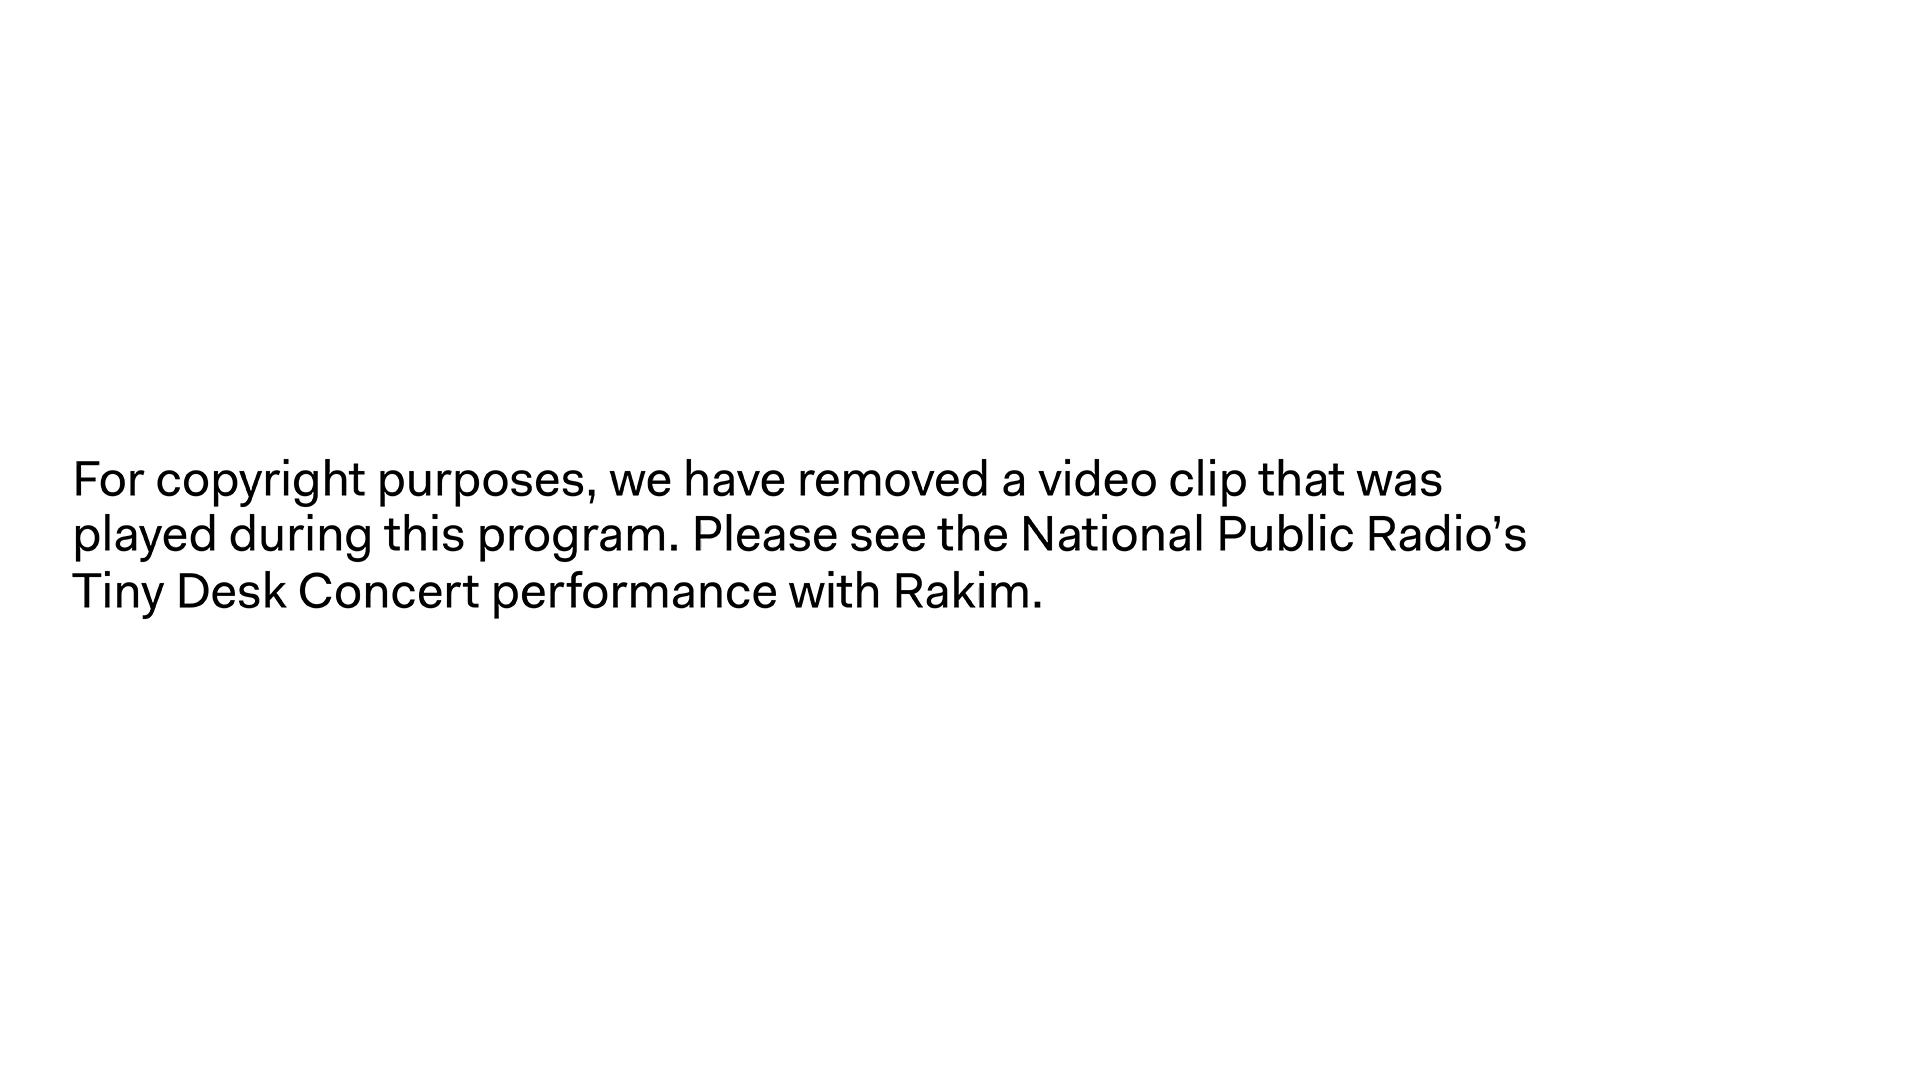 For copyright purposes, we have removed a video clip that was
played during this program. Please see the National Public Radio’s
Tiny Desk Concert performance with Rakim.